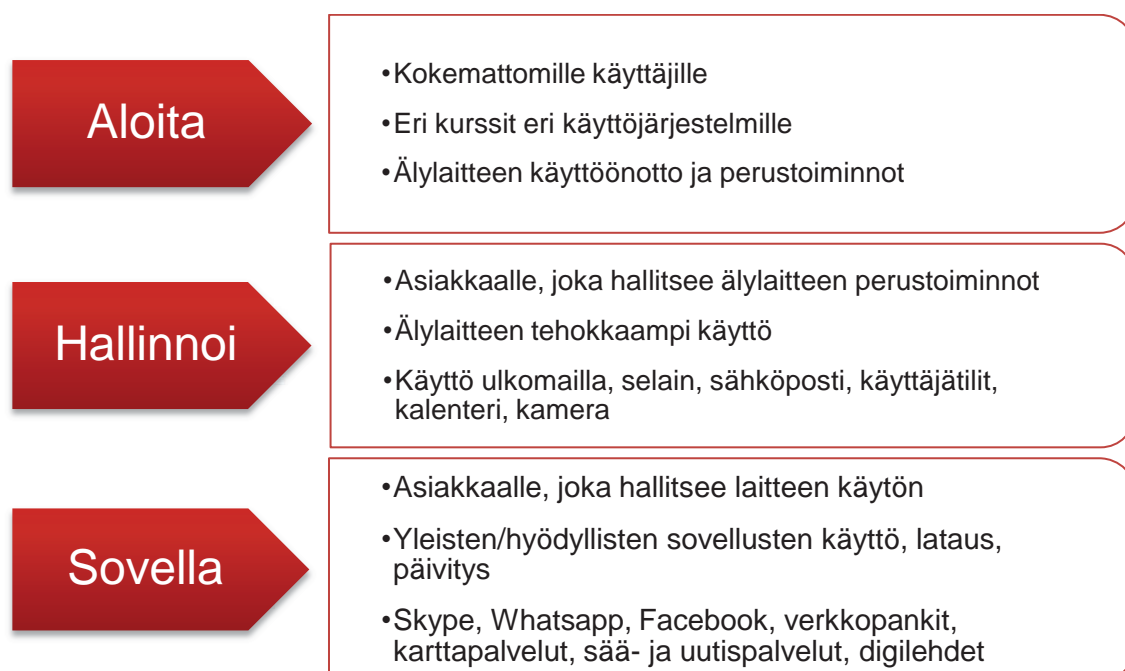 Aloita
•Kokemattomille käyttäjille
•Eri kurssit eri käyttöjärjestelmille
•Älylaitteen käyttöönotto ja perustoiminnot
Hallinnoi
•Asiakkaalle, joka hallitsee älylaitteen perustoiminnot
•Älylaitteen tehokkaampi käyttö
•Käyttö ulkomailla, selain, sähköposti, käyttäjätilit,
kalenteri, kamera
Sovella
•Asiakkaalle, joka hallitsee laitteen käytön
•Yleisten/hyödyllisten sovellusten käyttö, lataus,
päivitys
•Skype, Whatsapp, Facebook, verkkopankit,
karttapalvelut, sää- ja uutispalvelut, digilehdet